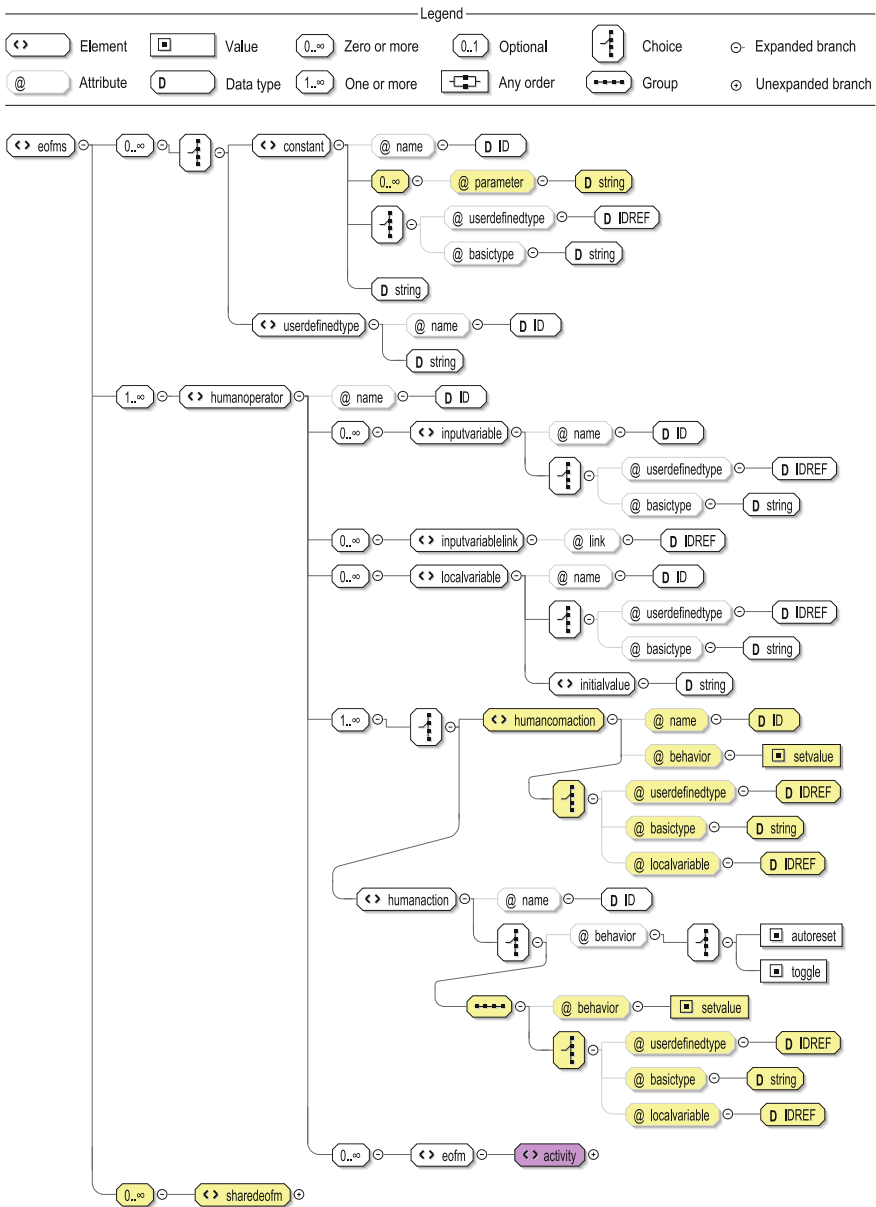 Legend
<> Element
Value
0..∞ Zero or more
0..1 Optional
Choice
Expanded branch
@ Attribute
D Data type
1..∞ One or more
Any order
Group
Unexpanded branch
<> eofms
0..∞
<> constant
@ name
D ID
0..∞
@ parameter
D string
@ userdefinedtype
D IDREF
@ basictype
D string
D string
<> userdefinedtype
@ name
D ID
D string
1..∞
<> humanoperator
@ name
D ID
0..∞
<> inputvariable
@ name
D ID
@ userdefinedtype
D IDREF
@ basictype
D string
0..∞
<> inputvariablelink
@ link
D IDREF
0..∞
<> localvariable
@ name
D ID
@ userdefinedtype
D IDREF
@ basictype
D string
<> initialvalue
D string
1..∞
<> humancomaction
@ name
D ID
@ behavior
setvalue
@ userdefinedtype
D IDREF
@ basictype
D string
@ localvariable
D IDREF
<> humanaction
@ name
D ID
@ behavior
autoreset
toggle
@ behavior
setvalue
@ userdefinedtype
D IDREF
@ basictype
D string
@ localvariable
D IDREF
0..∞
<> eofm
<> activity
0..∞
<> sharedeofm